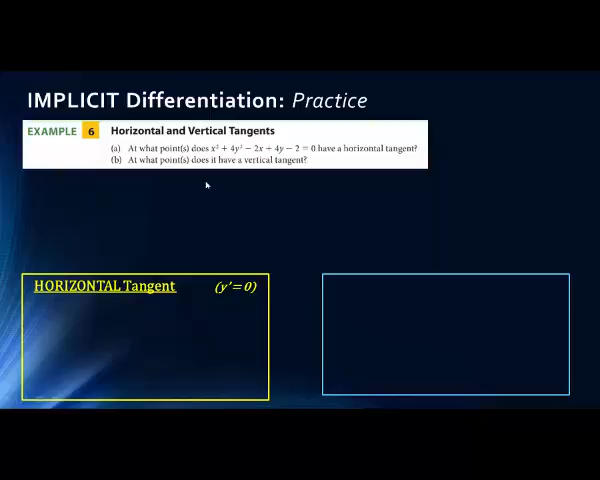 IMPLICIT Differentiation: Practice
EXAMPLE 6 Horizontal and Vertical Tangents
(a) At what point(s) does x² + 4y² − 2x + 4y − 2 = 0 have a horizontal tangent?
(b) At what point(s) does it have a vertical tangent?
HORIZONTAL Tangent (y'=0)